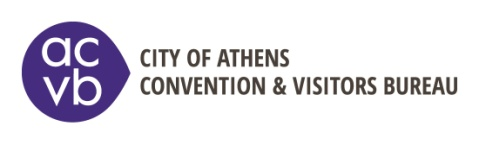 ac
vb
CITY OF ATHENS
CONVENTION & VISITORS BUREAU